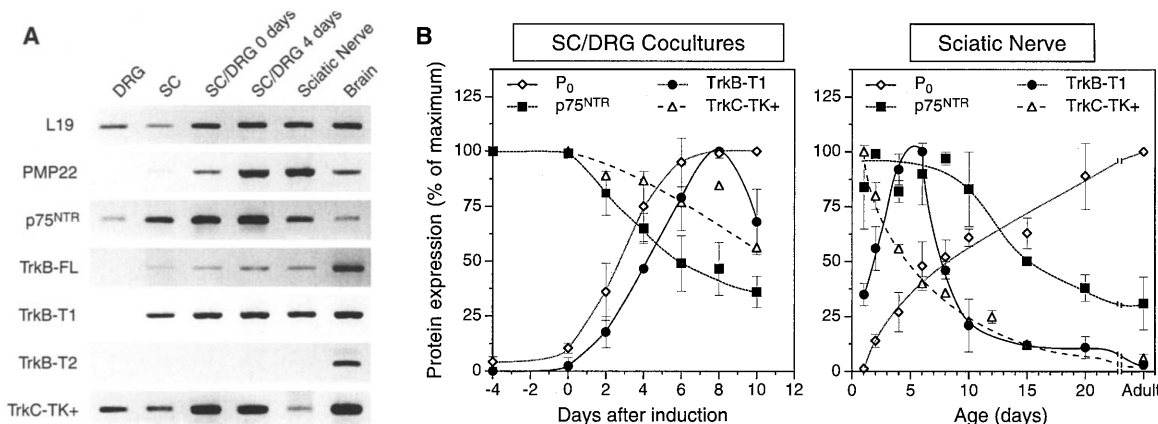 A
DRG
SC
SC/DRG 0 days
SC/DRG 4 days
Sciatic Nerve
Brain
L19
PMP22
p75NTR
TrkB-FL
TrkB-T1
TrkB-T2
TrkC-TK+
B
SC/DRG Cocultures
P0 TrkB-T1
p75NTR TrkC-TK+
Protein expression (% of maximum)
125
100
75
50
25
0
-4 -2 0 2 4 6 8 10 12
Days after induction
Sciatic Nerve
P0 TrkB-T1
p75NTR TrkC-TK+
125
100
75
50
25
0
0 5 10 15 20 Adult
Age (days)